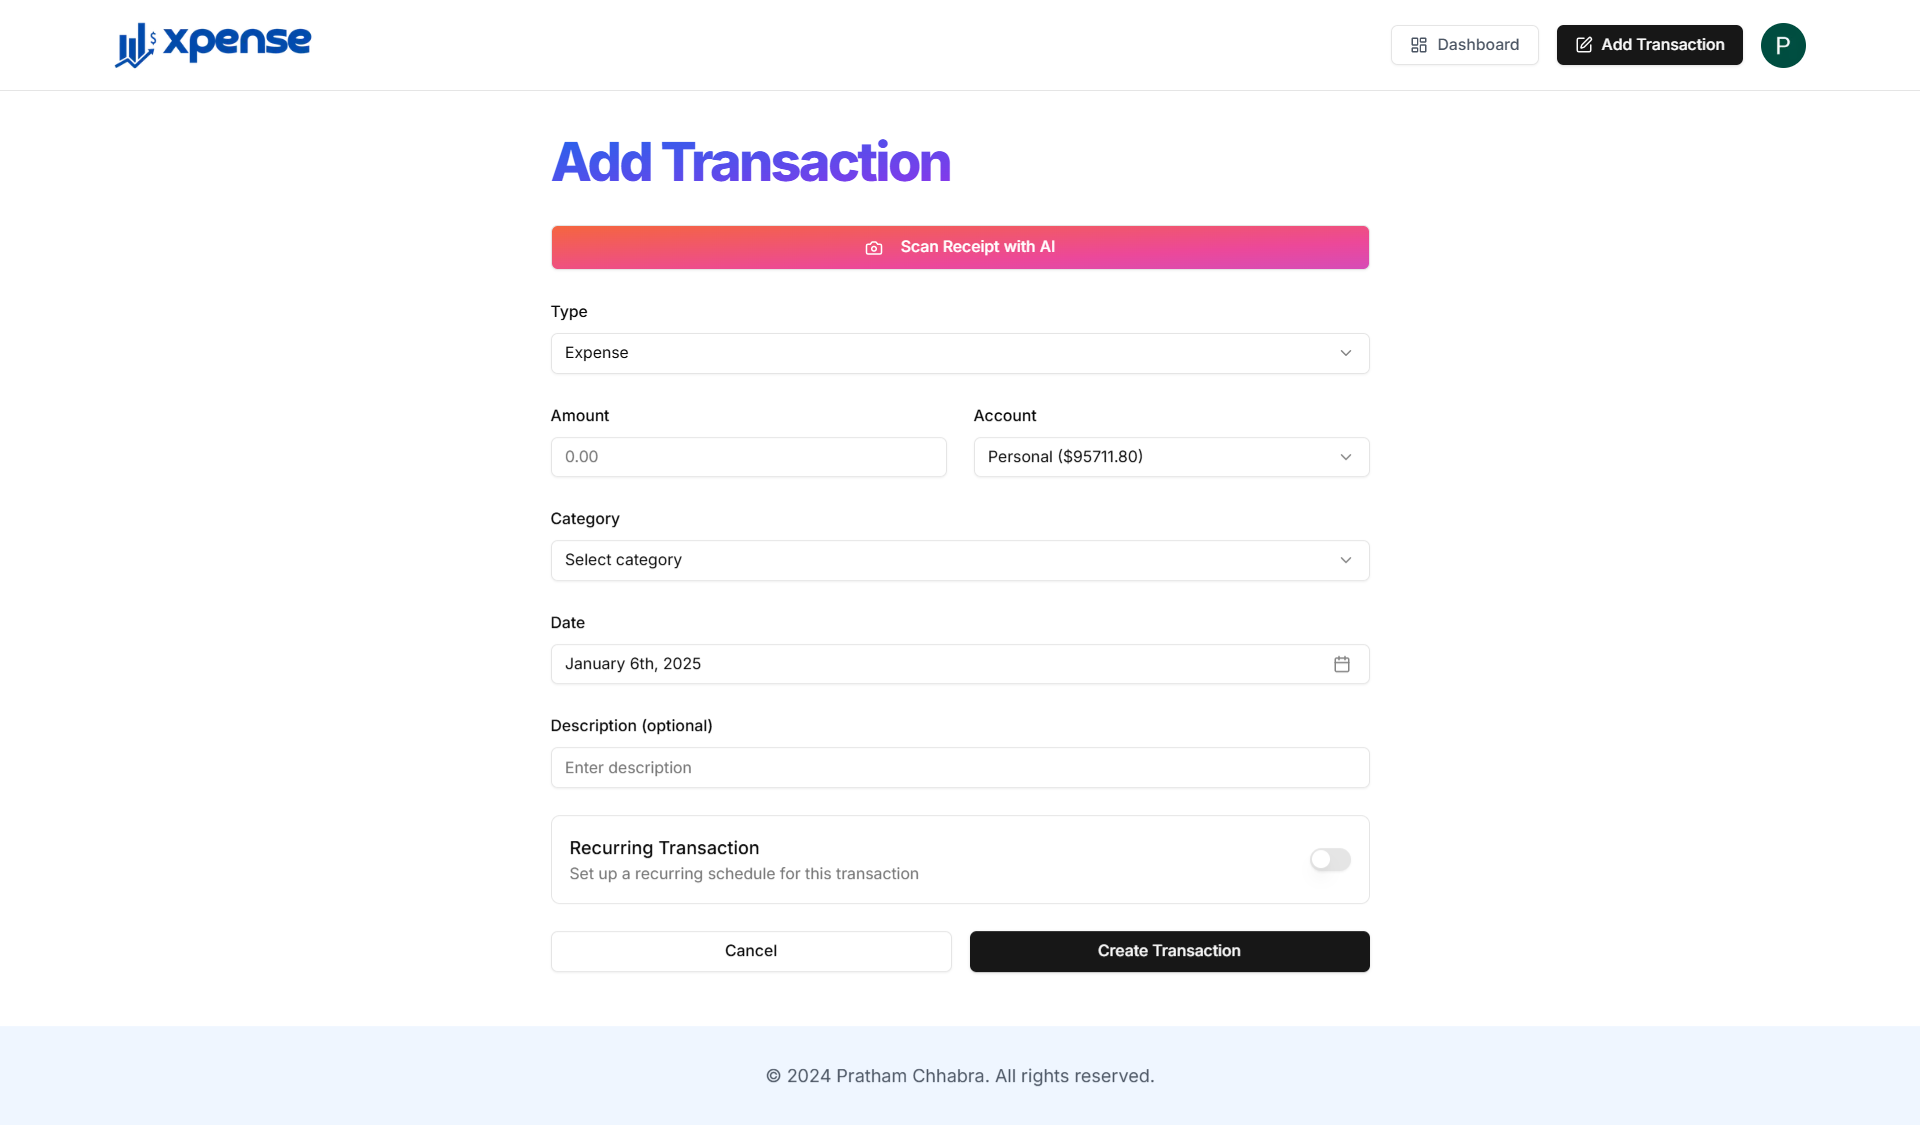 $ xpense
Dashboard
Add Transaction
P
Add Transaction
Scan Receipt with AI
Type
Expense
Amount
Account
0.00
Personal ($95711.80)
Category
Select category
Date
January 6th, 2025
Description (optional)
Enter description
Recurring Transaction
Set up a recurring schedule for this transaction
Cancel
Create Transaction
© 2024 Pratham Chhabra. All rights reserved.